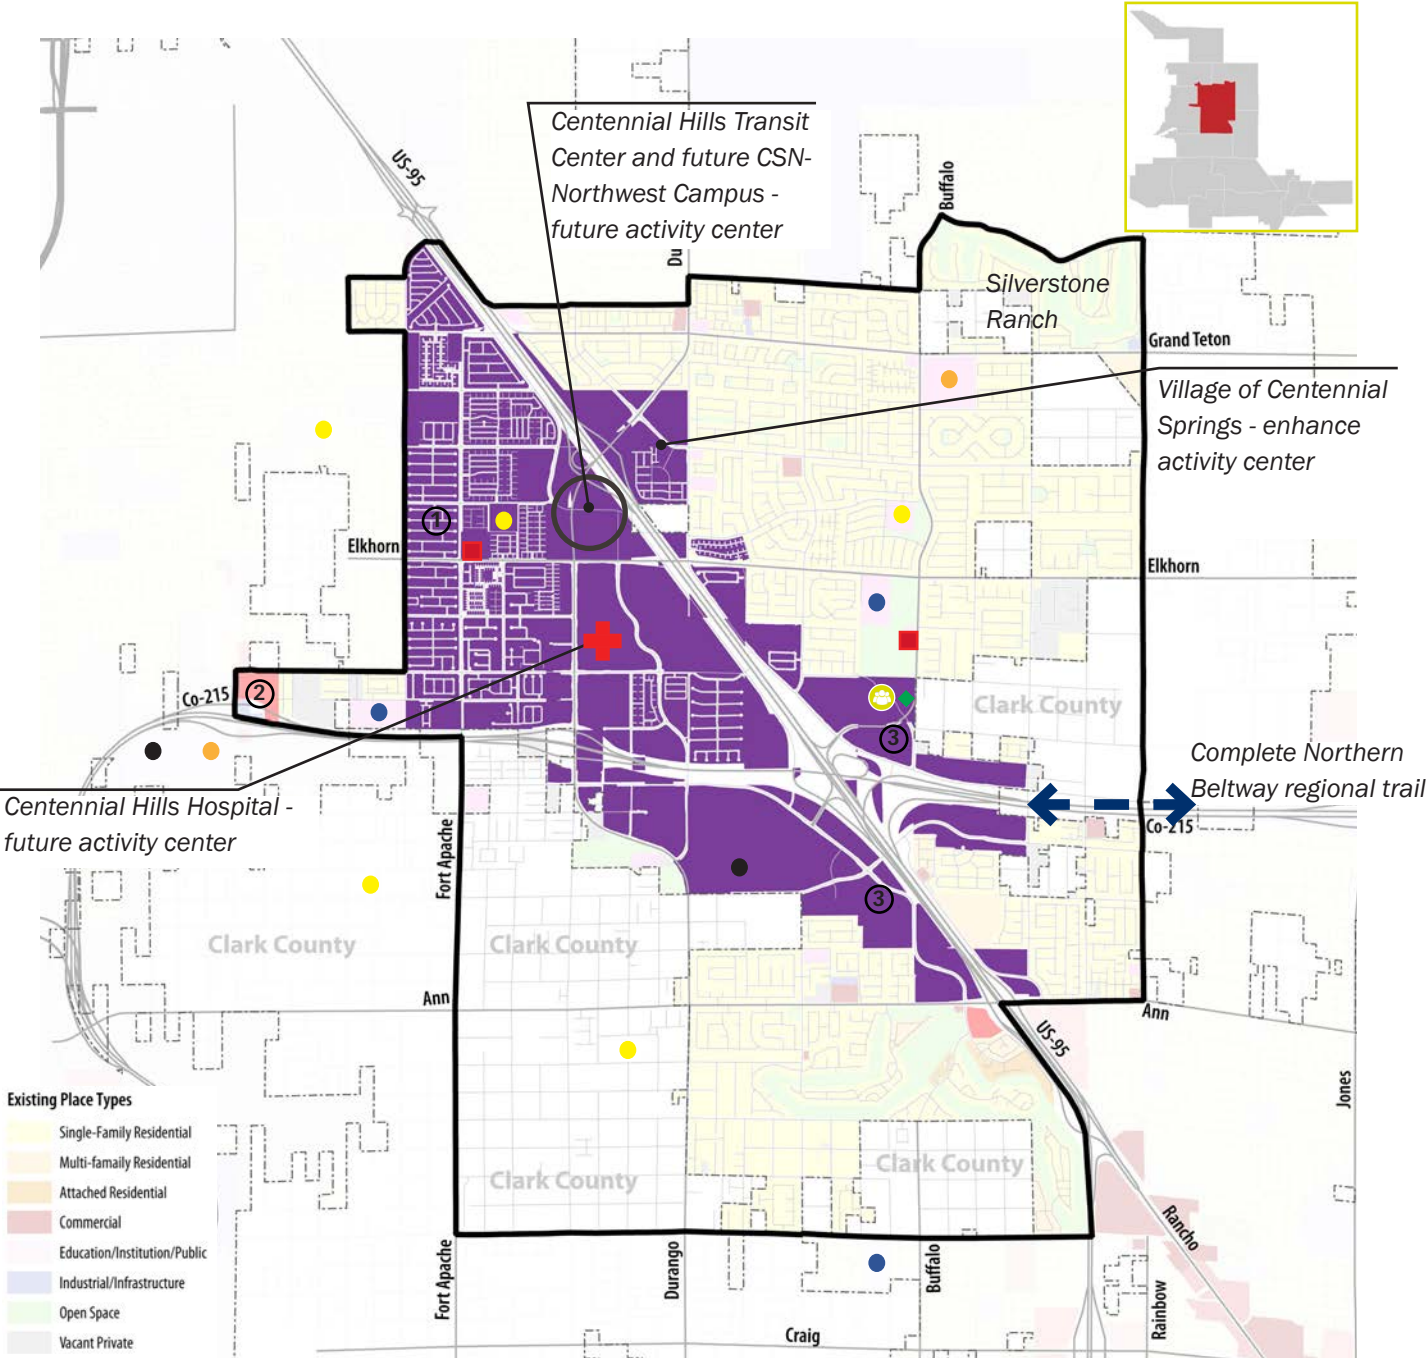 US-95
Centennial Hills Transit
Center and future CSN-
Northwest Campus -
future activity center
Du
Buffalo
Silverstone
Ranch
Grand Teton
Village of Centennial
Springs - enhance
activity center
1
Elkhorn
Elkhorn
Co-215
2
Clark County
3
Complete Northern
Beltway regional trail
Co-215
Centennial Hills Hospital -
future activity center
Fort Apache
3
Clark County
Clark County
Ann
Ann
US-95
Jones
Existing Place Types
Single-Family Residential
Multi-famaily Residential
Attached Residential
Commercial
Education/Institution/Public
Industrial/Infrastructure
Open Space
Vacant Private
Clark County
Clark County
Rancho
Fort Apache
Durango
Buffalo
Rainbow
Craig